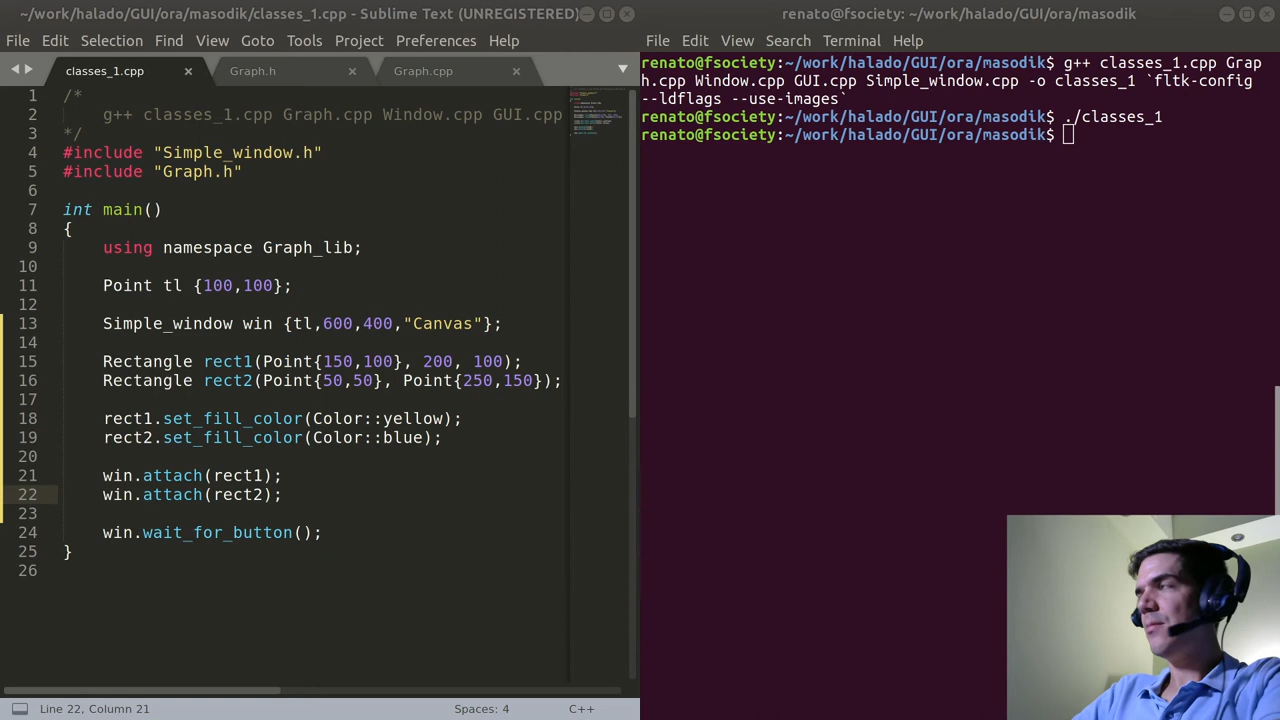 ~/work/halado/GUI/ora/masodik/classes_1.cpp - Sublime Text (UNREGISTERED)
File Edit Selection Find View Goto Tools Project Preferences Help
classes_1.cpp × Graph.h × Graph.cpp ×
1 /*
2 g++ classes_1.cpp Graph.cpp Window.cpp GUI.cpp
3 */
4 #include "Simple_window.h"
5 #include "Graph.h"
6
7 int main()
8 {
9 using namespace Graph_lib;
10
11 Point tl {100,100};
12
13 Simple_window win {tl,600,400,"Canvas"};
14
15 Rectangle rect1(Point{150,100}, 200, 100);
16 Rectangle rect2(Point{50,50}, Point{250,150});
17
18 rect1.set_fill_color(Color::yellow);
19 rect2.set_fill_color(Color::blue);
20
21 win.attach(rect1);
22 win.attach(rect2);
23
24 win.wait_for_button();
25 }
26
Line 22, Column 21 Spaces: 4 C++
renato@fsociety: ~/work/halado/GUI/ora/masodik
File Edit View Search Terminal Help
renato@fsociety:~/work/halado/GUI/ora/masodik$ g++ classes_1.cpp Grap
h.cpp Window.cpp GUI.cpp Simple_window.cpp -o classes_1 `fltk-config
--ldflags --use-images`
renato@fsociety:~/work/halado/GUI/ora/masodik$ ./classes_1
renato@fsociety:~/work/halado/GUI/ora/masodik$